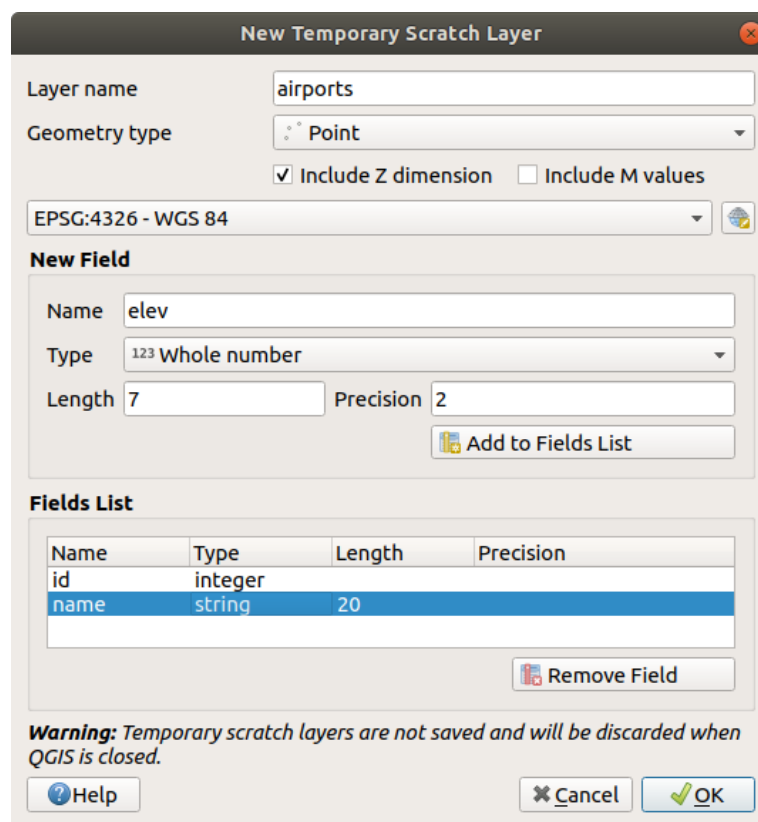 New Temporary Scratch Layer
Layer name airports
Geometry type Point
Include Z dimension Include M values
EPSG:4326 - WGS 84
New Field
Name elev
Type 123 Whole number
Length 7 Precision 2
Add to Fields List
Fields List
Name Type Length Precision
id integer
name string 20
Remove Field
Warning: Temporary scratch layers are not saved and will be discarded when
QGIS is closed.
Help Cancel OK